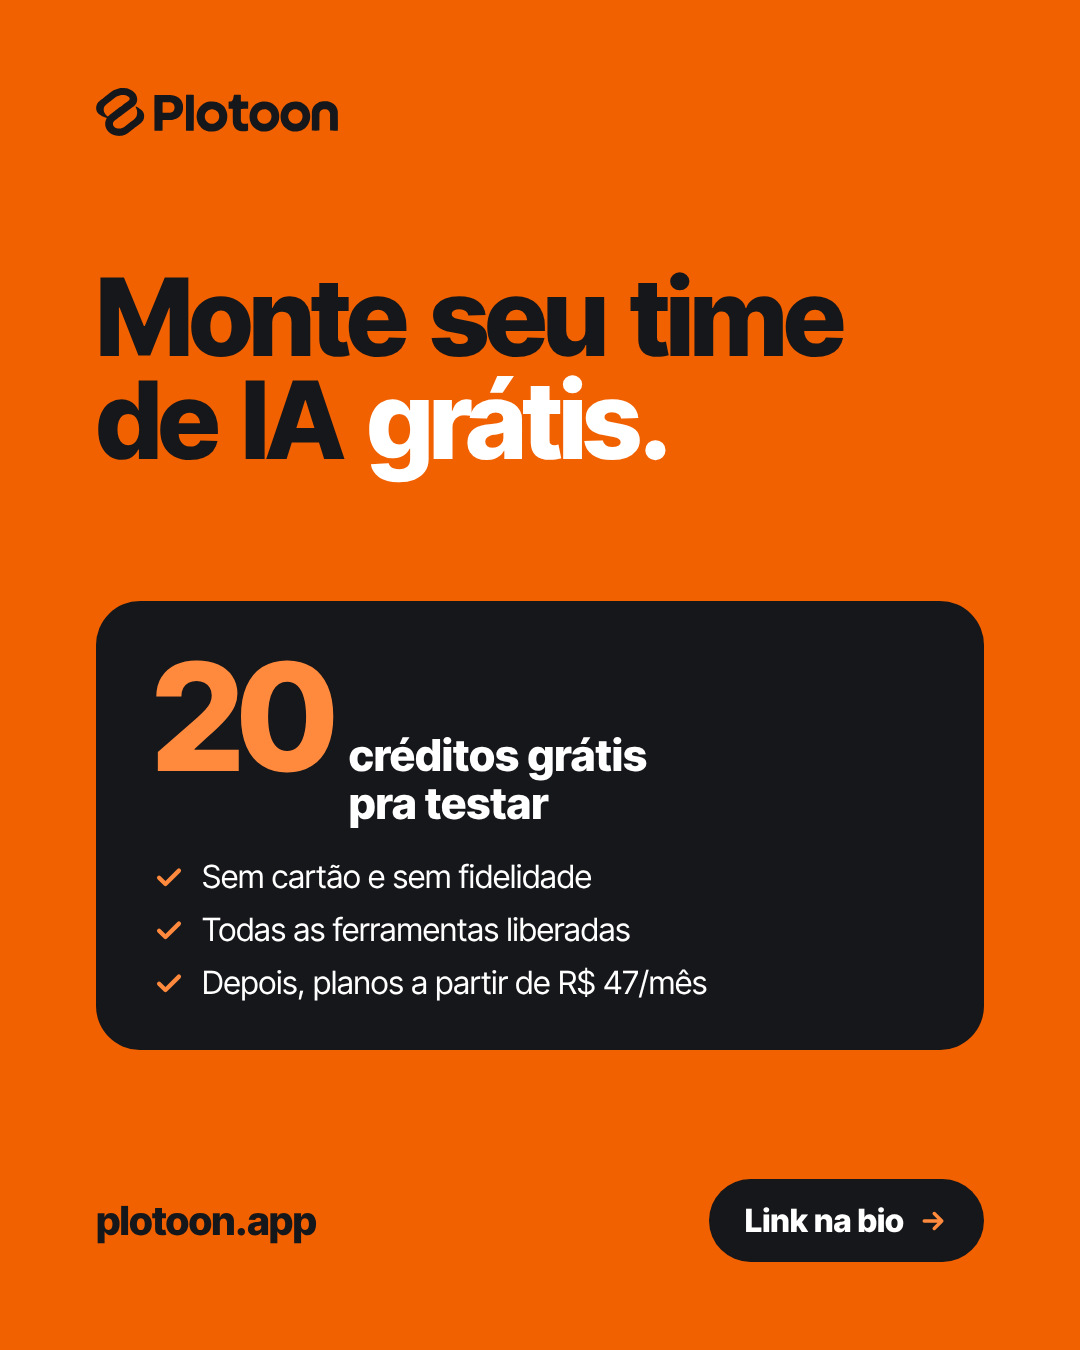 Plotoon
Monte seu time
de IA grátis.
20 créditos grátis
pra testar
Sem cartão e sem fidelidade
Todas as ferramentas liberadas
Depois, planos a partir de R$ 47/mês
plotoon.app
Link na bio →